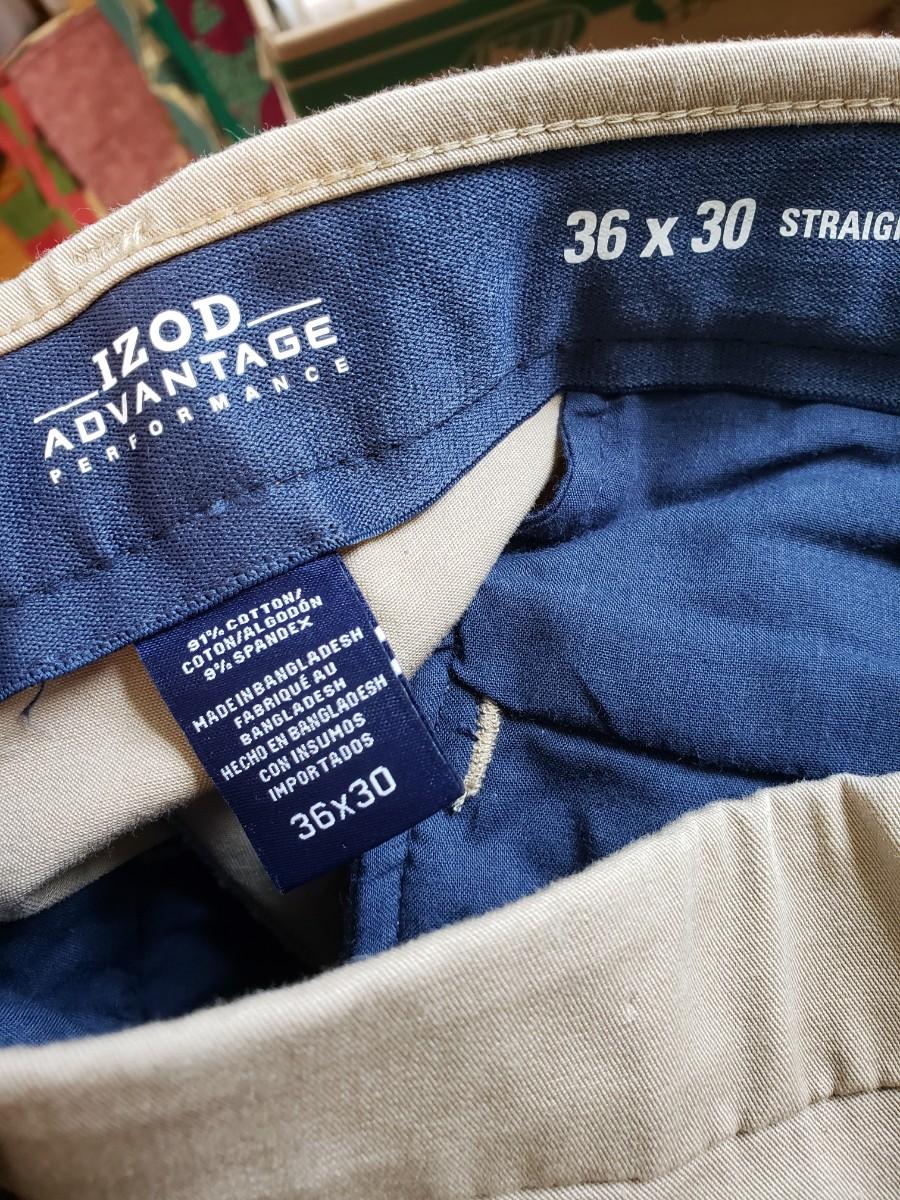 36 x 30 STRAIG
IZOD
ADVANTAGE
PERFORMANCE
91% COTTON/
COTON/ALGODÓN
9% SPANDEX
MADE IN BANGLADESH
FABRIQUÉ AU
BANGLADESH
HECHO EN BANGLADESH
CON INSUMOS
IMPORTADOS
36X30